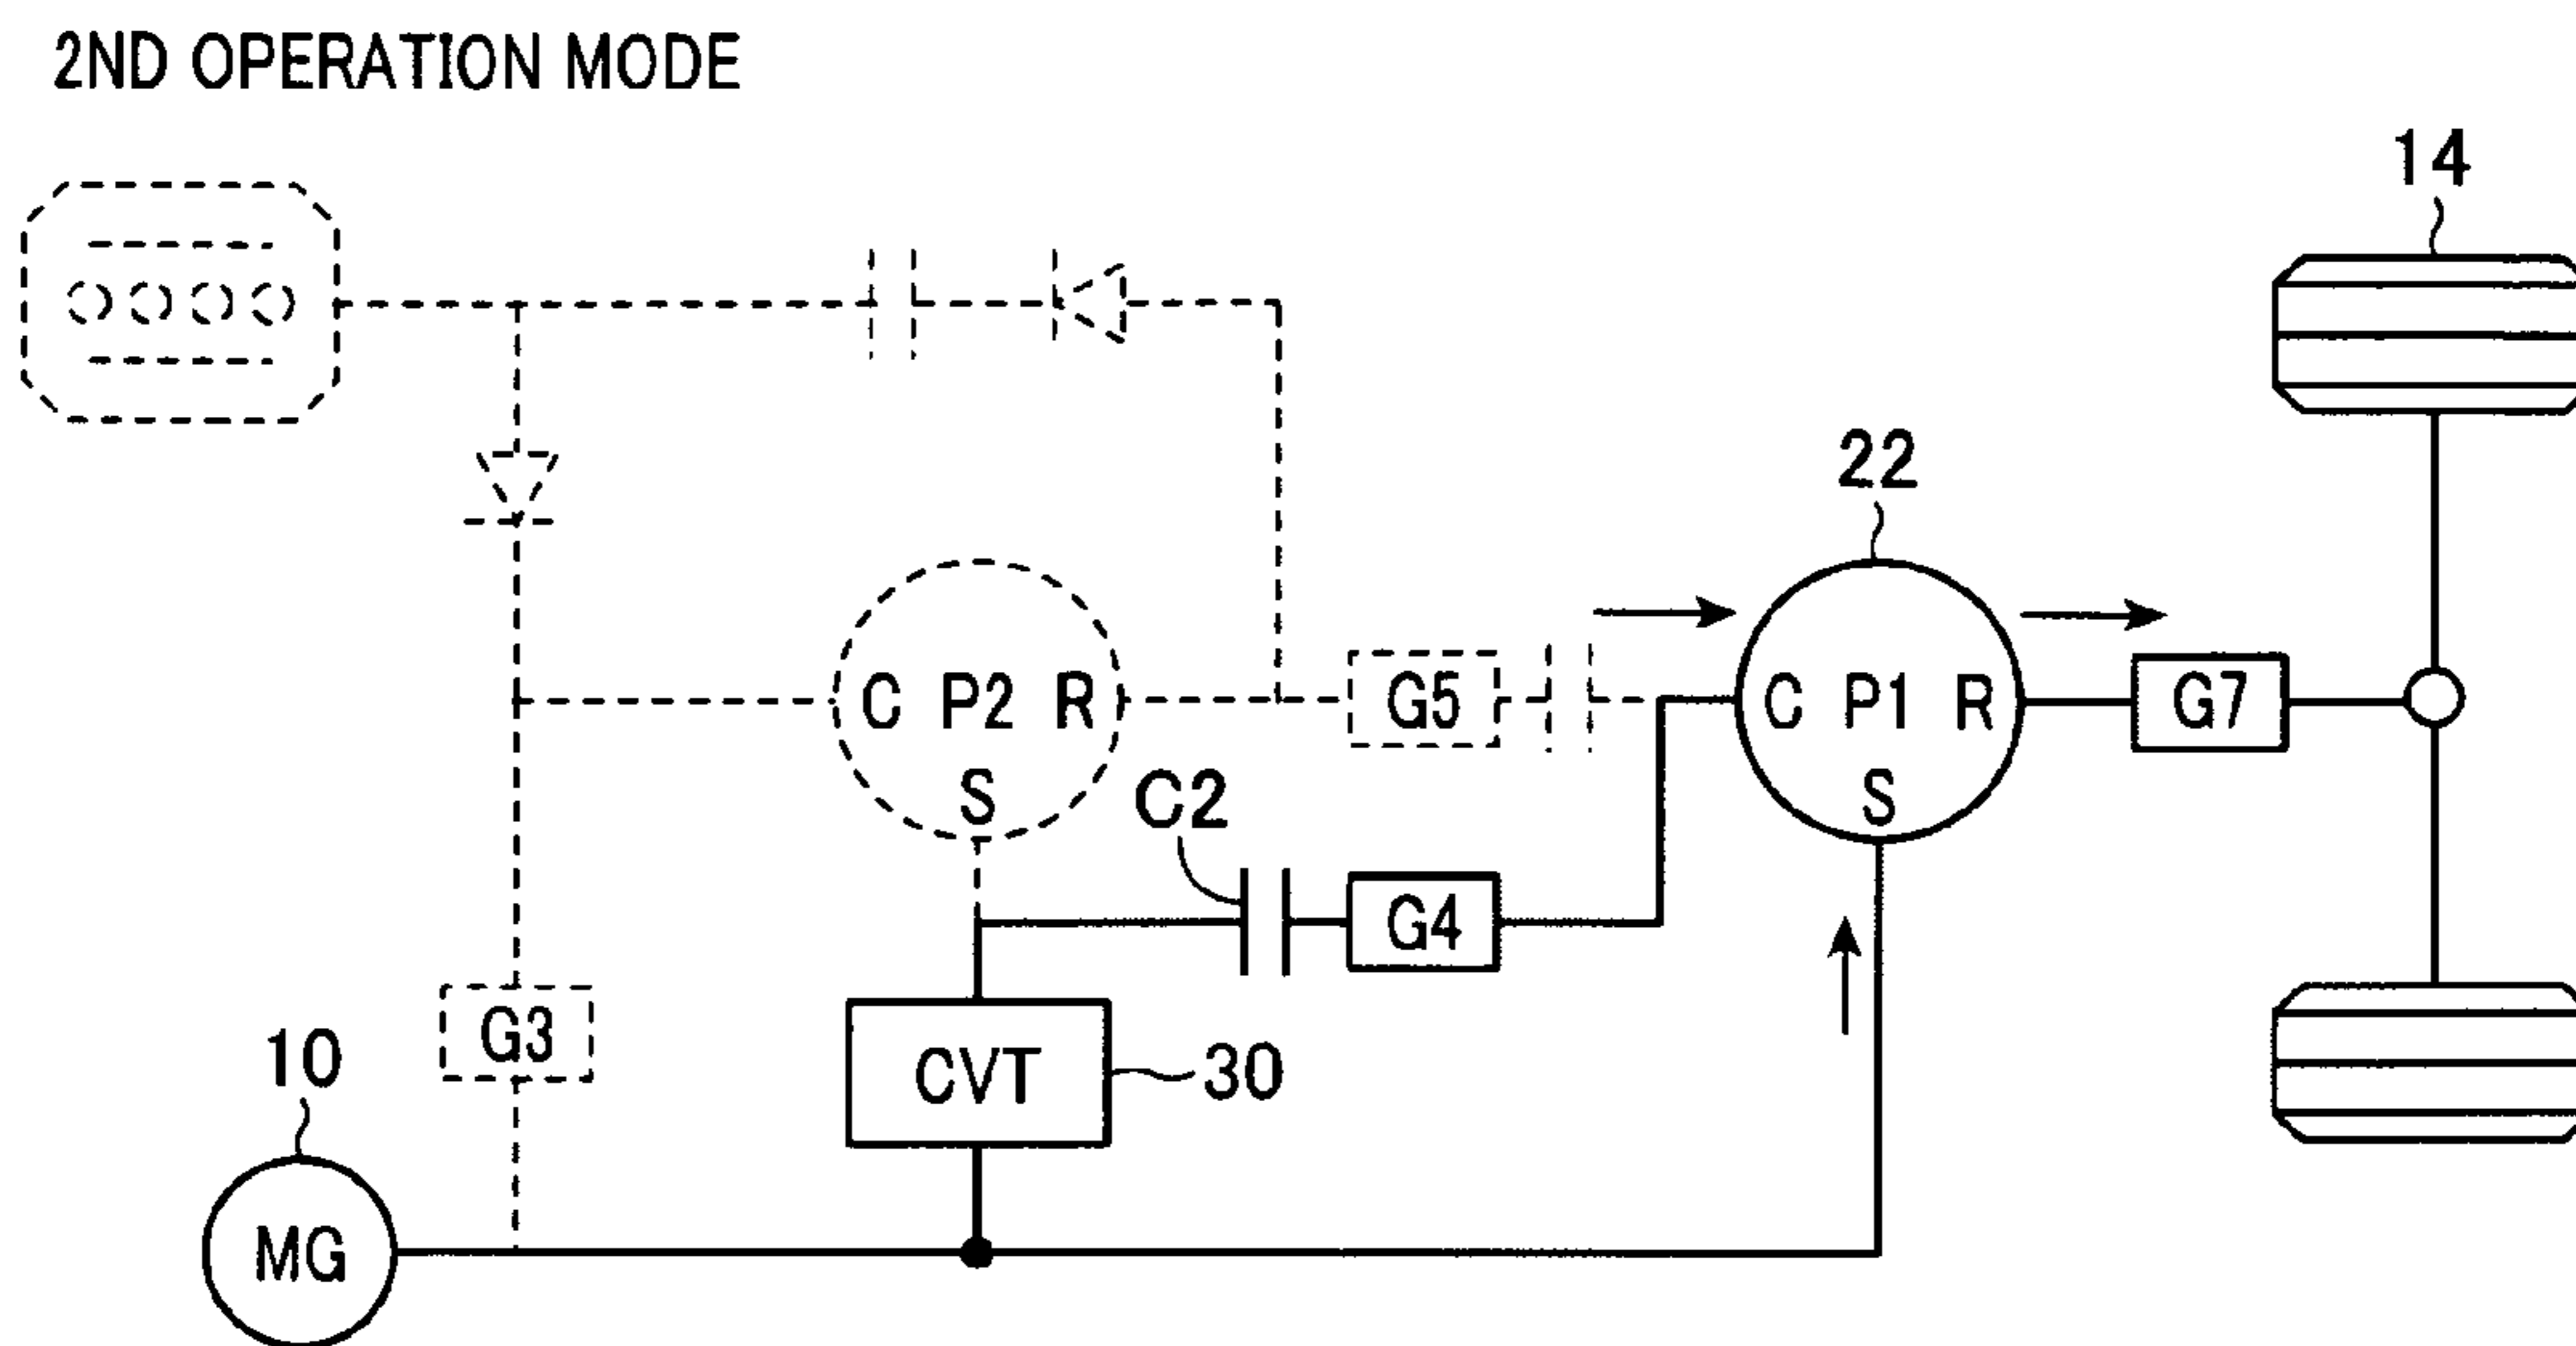 2ND OPERATION MODE
14
22
C P2 R
S
G5
C P1 R
S
G7
C2
G4
G3
10
CVT
30
MG